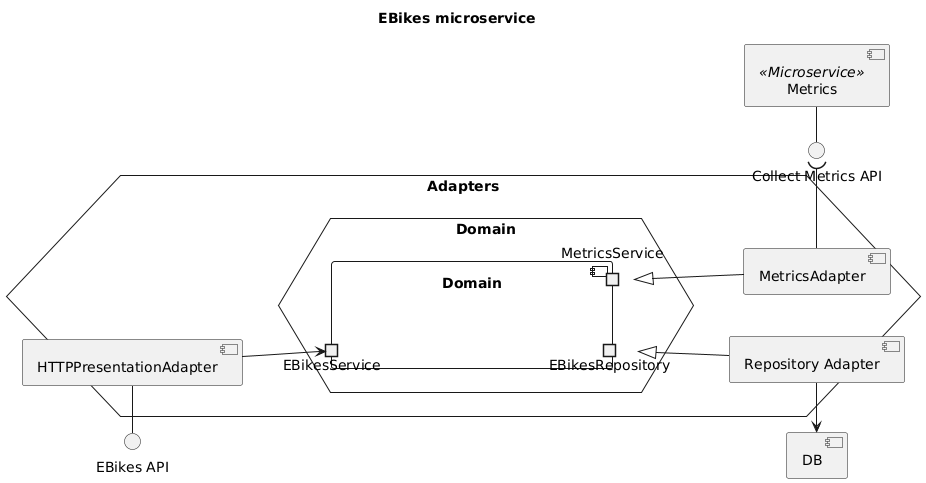 EBikes microservice
«Microservice»
Metrics
Collect Metrics API
Adapters
Domain
MetricsService
Domain
MetricsAdapter
HTTPPresentationAdapter
EBikesService
EBikesRepository
Repository Adapter
EBikes API
DB